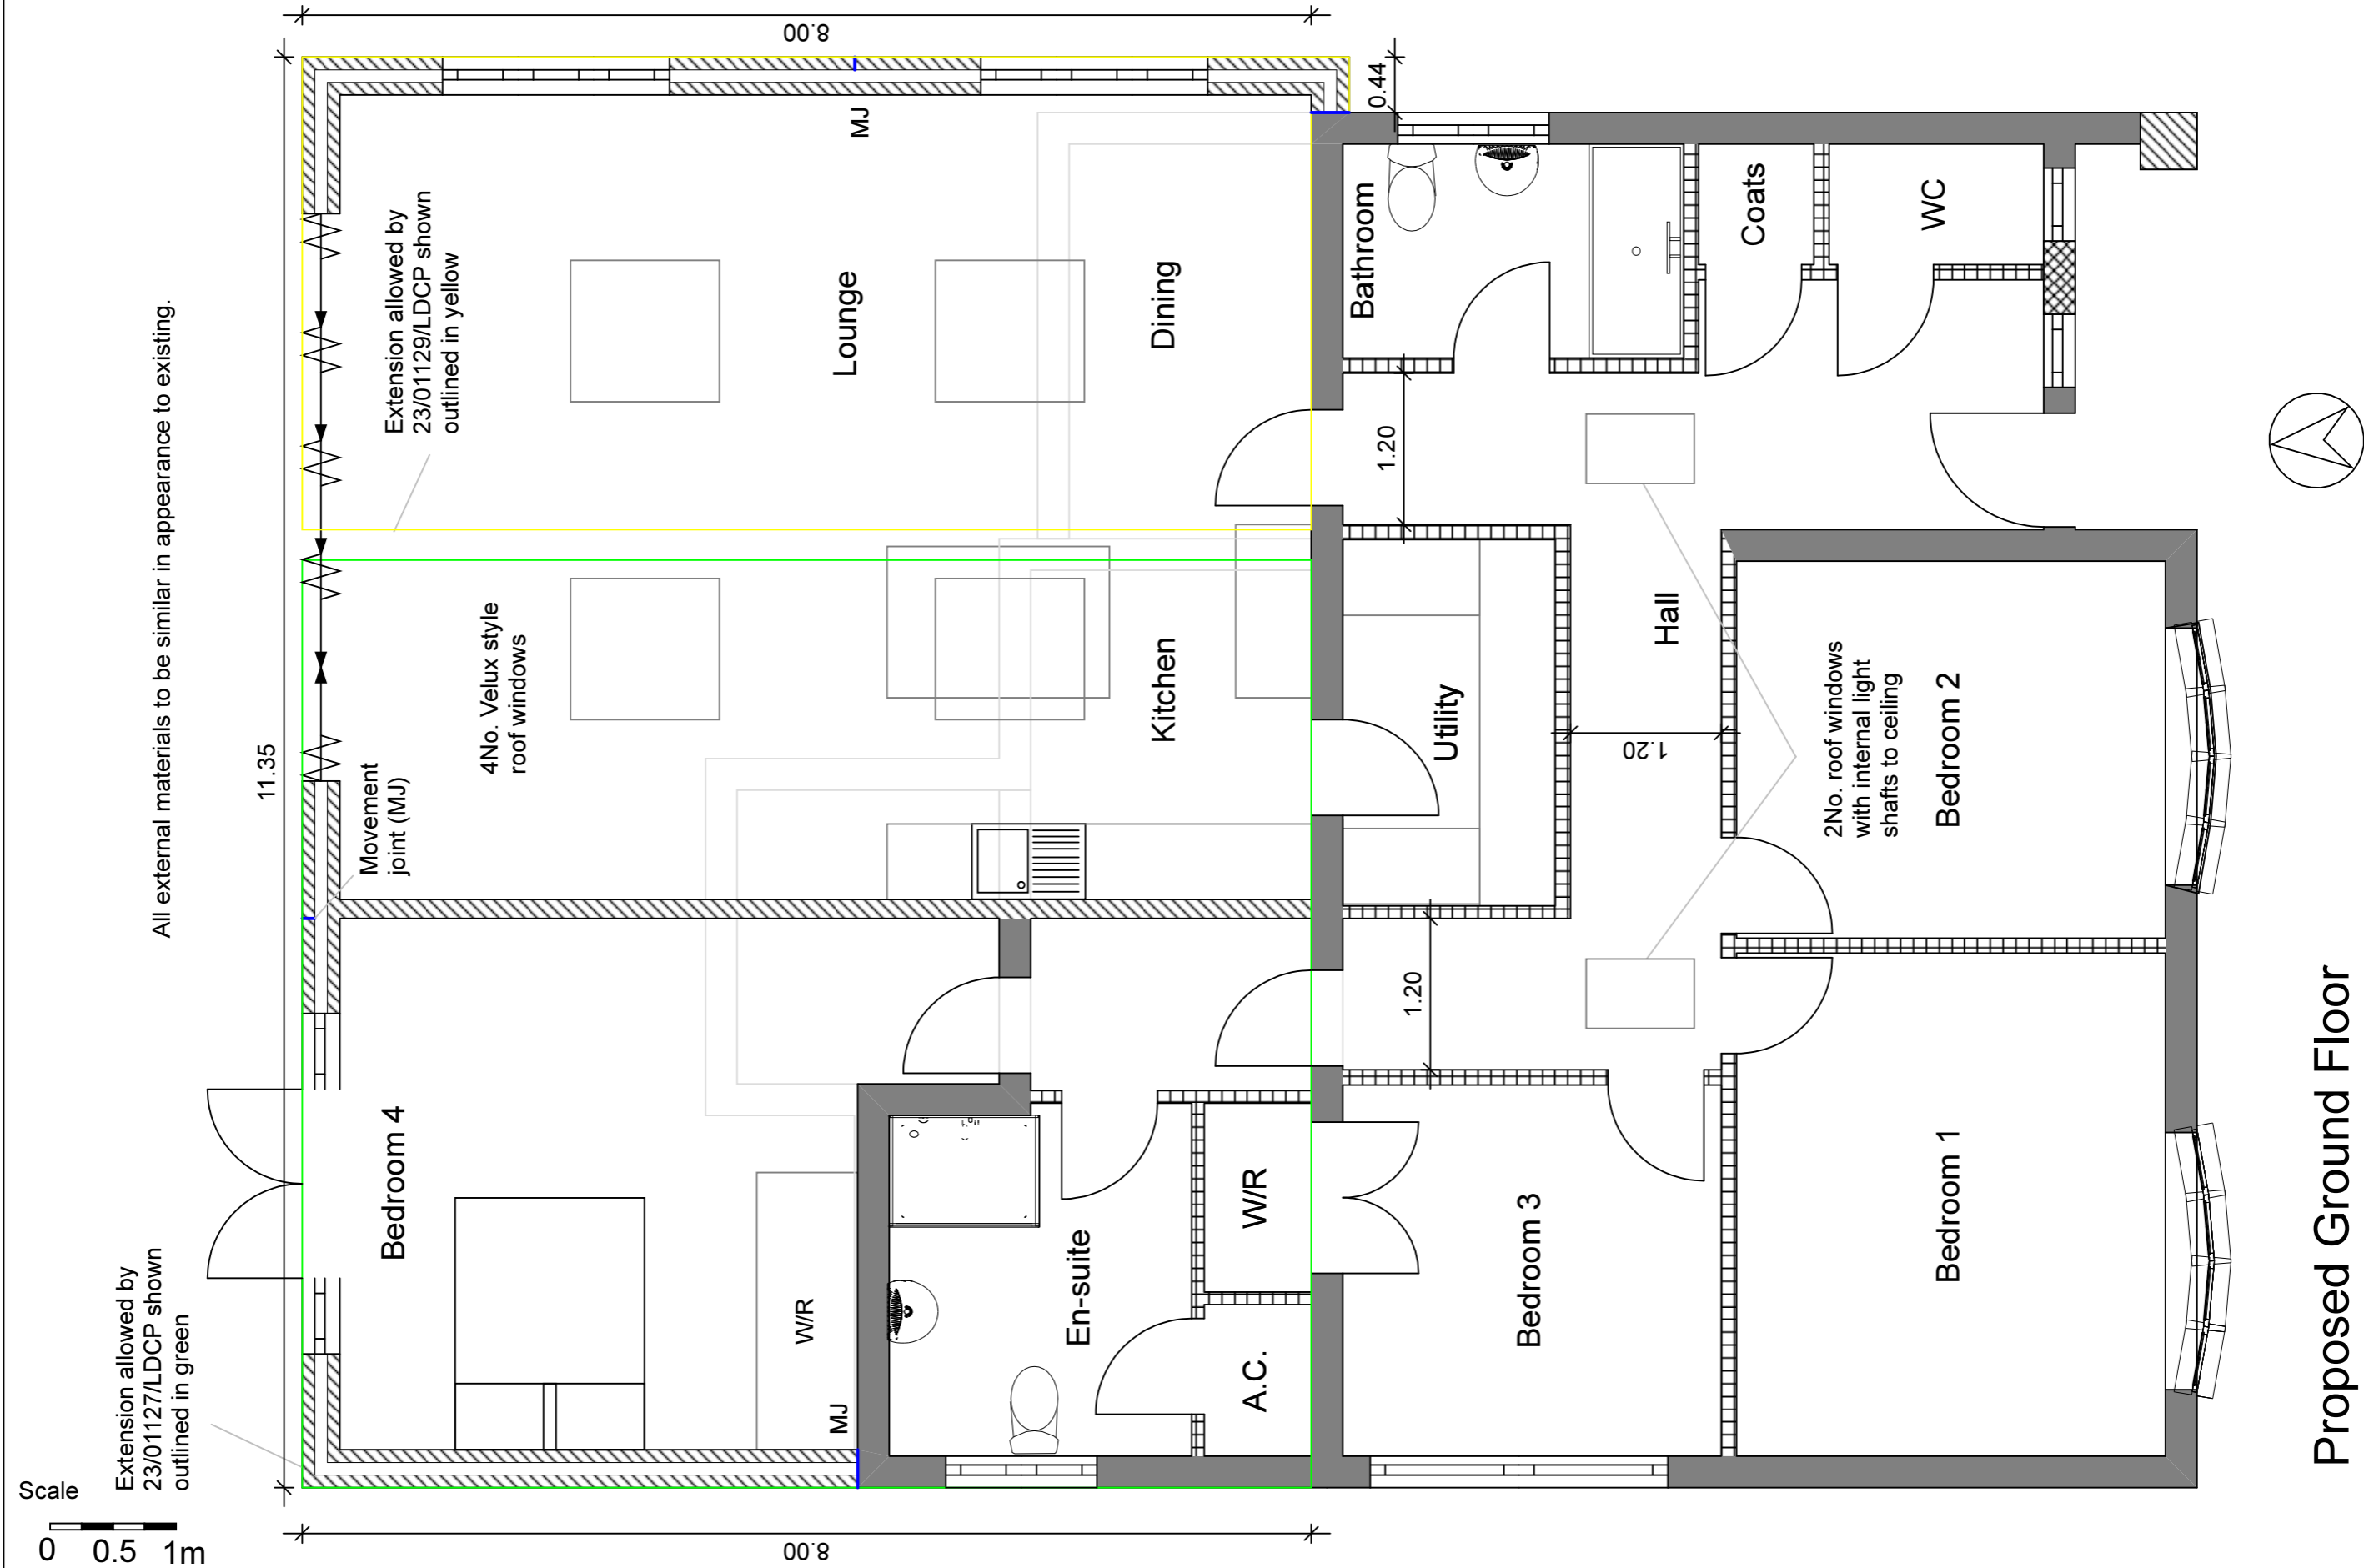 All external materials to be similar in appearance to existing.
11.35
8.00
8.00
0.44
Extension allowed by
23/01129/LDCP shown
outlined in yellow
Extension allowed by
23/01127/LDCP shown
outlined in green
Movement
joint (MJ)
4No. Velux style
roof windows
MJ
MJ
Lounge
Dining
Kitchen
Bedroom 4
W/R
En-suite
W/R
A.C.
Bathroom
Coats
WC
1.20
Utility
Hall
1.20
1.20
2No. roof windows
with internal light
shafts to ceiling
Bedroom 2
Bedroom 3
Bedroom 1
Scale
0 0.5 1m
Proposed Ground Floor